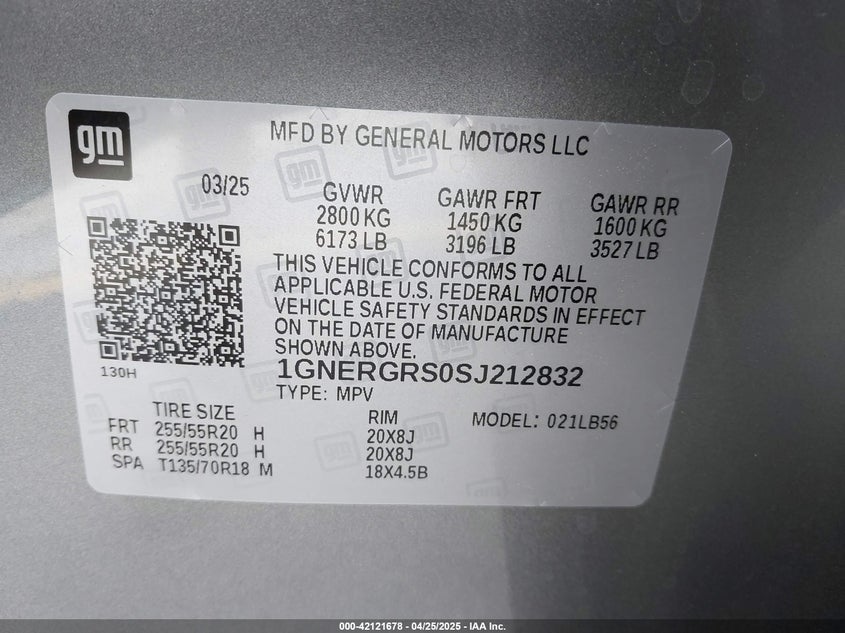 gm
MFD BY GENERAL MOTORS LLC
03/25
GVWR GAWR FRT GAWR RR
2800 KG 1450 KG 1600 KG
6173 LB 3196 LB 3527 LB
THIS VEHICLE CONFORMS TO ALL
APPLICABLE U.S. FEDERAL MOTOR
VEHICLE SAFETY STANDARDS IN EFFECT
ON THE DATE OF MANUFACTURE
SHOWN ABOVE.
130H
1GNERGRS0SJ212832
TYPE: MPV
TIRE SIZE RIM MODEL: 021LB56
FRT 255/55R20 H 20X8J
RR 255/55R20 H 20X8J
SPA T135/70R18 M 18X4.5B
000-42121678 - 04/25/2025 - IAA Inc.